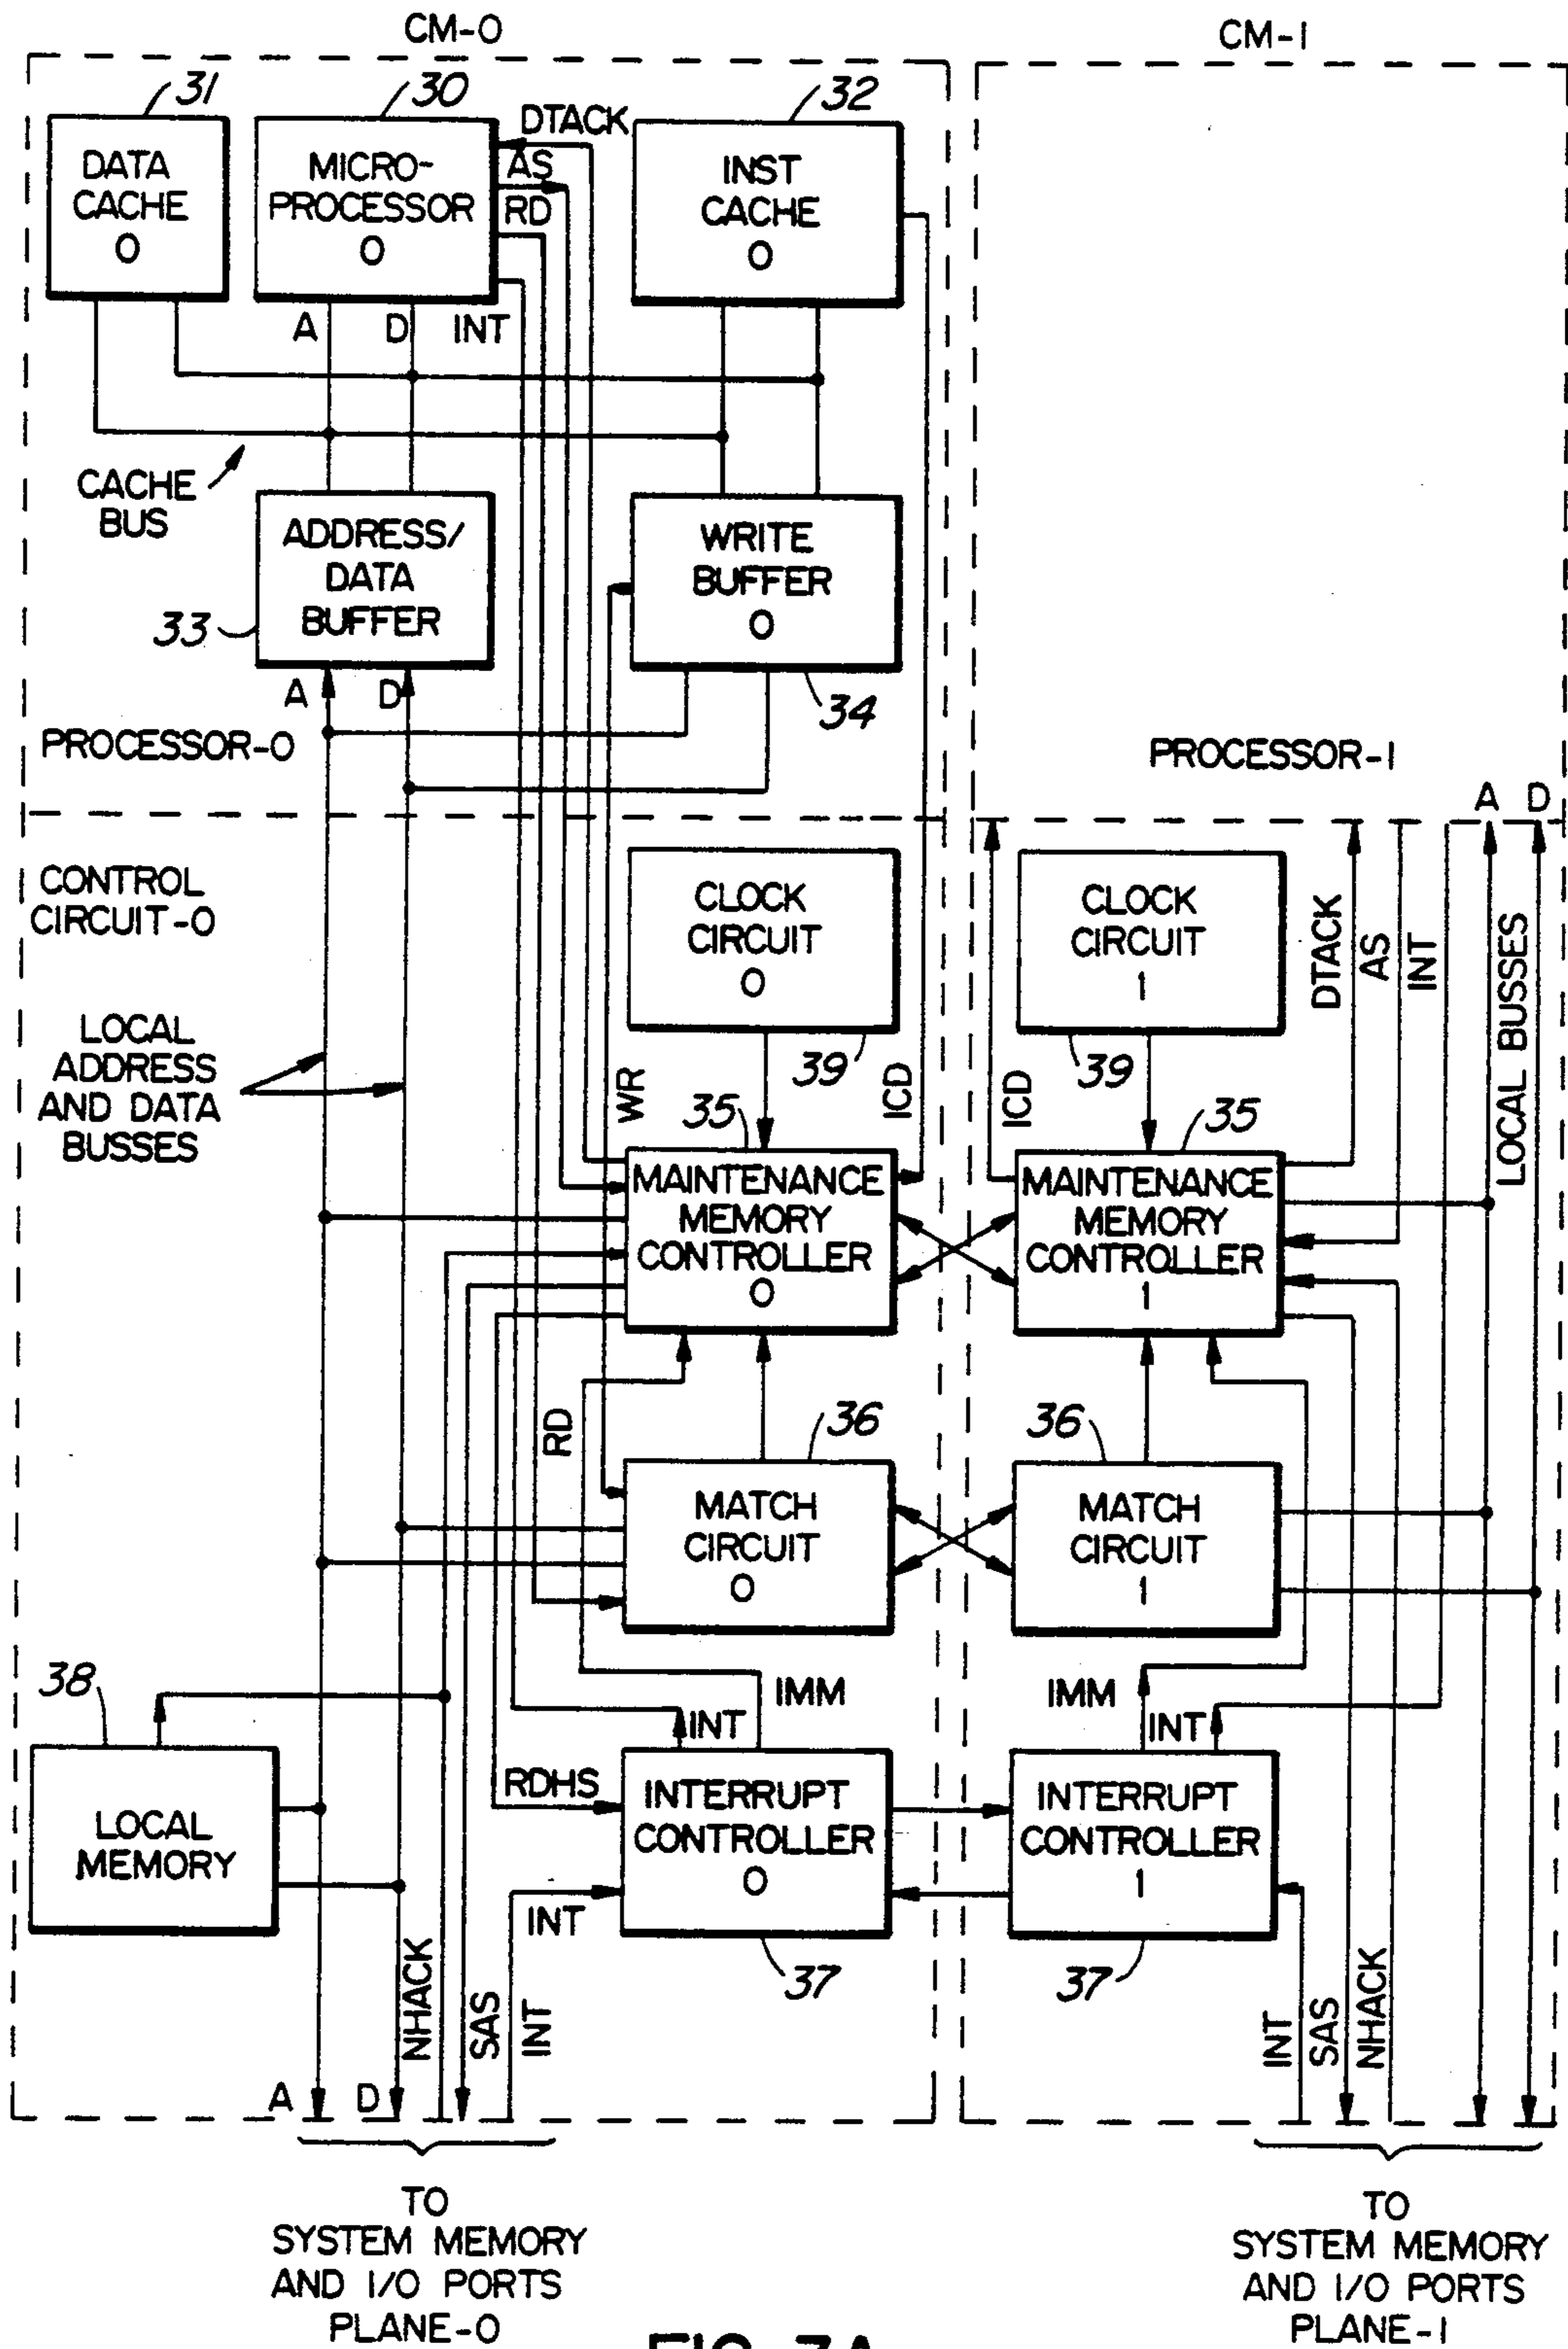 CM-0
CM-1
31
30
32
DATA
CACHE
0
MICRO-
PROCESSOR
0
DTACK
AS
RD
INST
CACHE
0
A
D
INT
CACHE
BUS
ADDRESS/
DATA
BUFFER
33
WRITE
BUFFER
0
34
A
D
PROCESSOR-0
PROCESSOR-1
A
D
CONTROL
CIRCUIT-0
CLOCK
CIRCUIT
0
39
CLOCK
CIRCUIT
1
39
DTACK
AS
INT
LOCAL BUSSES
LOCAL
ADDRESS
AND DATA
BUSSES
WR
ICD
ICD
35
MAINTENANCE
MEMORY
CONTROLLER
0
35
MAINTENANCE
MEMORY
CONTROLLER
1
RD
36
MATCH
CIRCUIT
0
36
MATCH
CIRCUIT
1
38
LOCAL
MEMORY
INT
IMM
IMM
INT
RDHS
INTERRUPT
CONTROLLER
0
37
INTERRUPT
CONTROLLER
1
37
INT
NHACK
SAS
INT
INT
SAS
NHACK
A
D
TO
SYSTEM MEMORY
AND I/O PORTS
PLANE-0
TO
SYSTEM MEMORY
AND I/O PORTS
PLANE-1